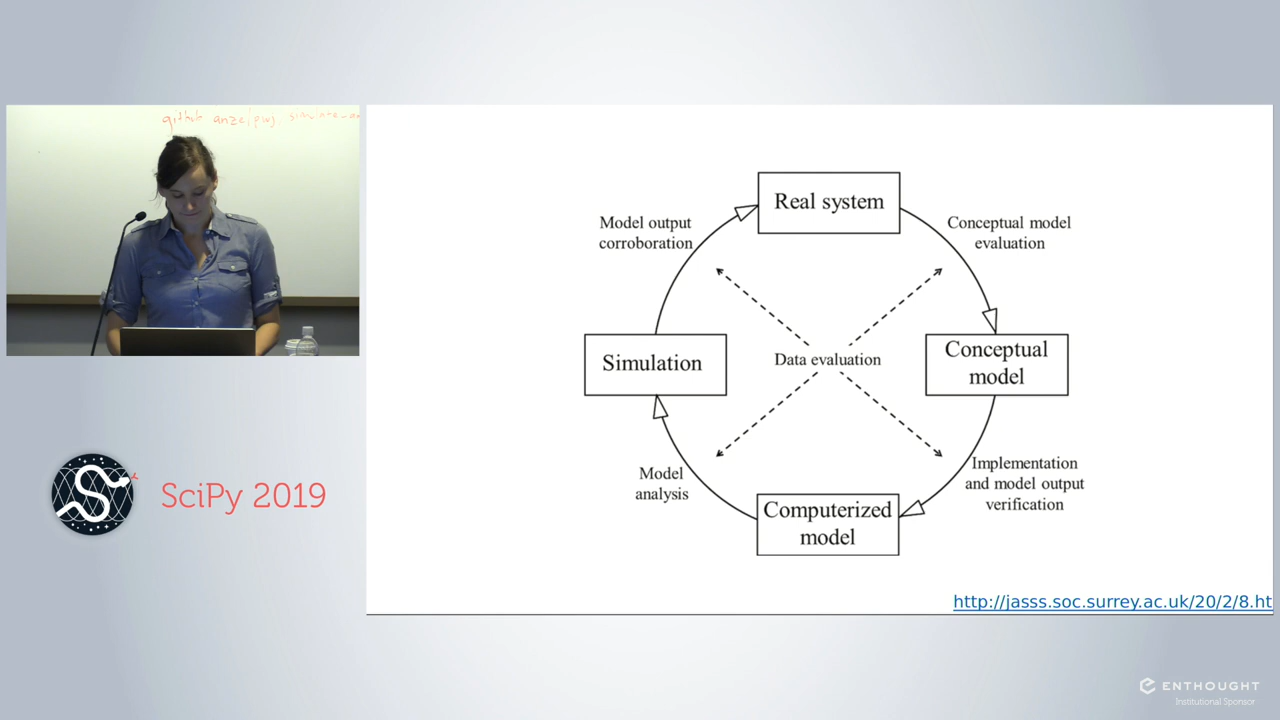 github
Real system
Model output
corroboration
Conceptual model
evaluation
Simulation
Data evaluation
Conceptual
model
Model
analysis
Implementation
and model output
verification
Computerized
model
http://jasss.soc.surrey.ac.uk/20/2/8.ht
SciPy 2019
ENTHOUGHT
Institutional Sponsor